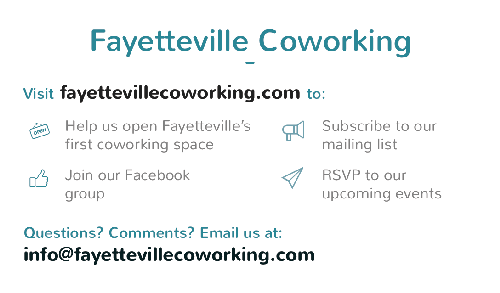 Fayetteville Coworking
Visit fayettevillecoworking.com to:
OPEN!
Help us open Fayetteville's
first coworking space
Subscribe to our
mailing list
Join our Facebook
group
RSVP to our
upcoming events
Questions? Comments? Email us at:
info@fayettevillecoworking.com